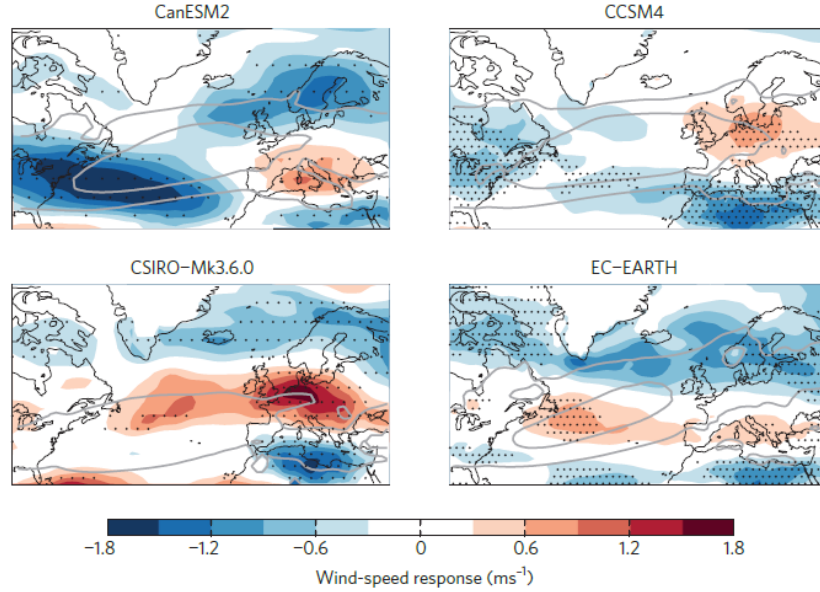 CanESM2
CCSM4
CSIRO–Mk3.6.0
EC–EARTH
−1.8 −1.2 −0.6 0 0.6 1.2 1.8
Wind-speed response (ms⁻¹)